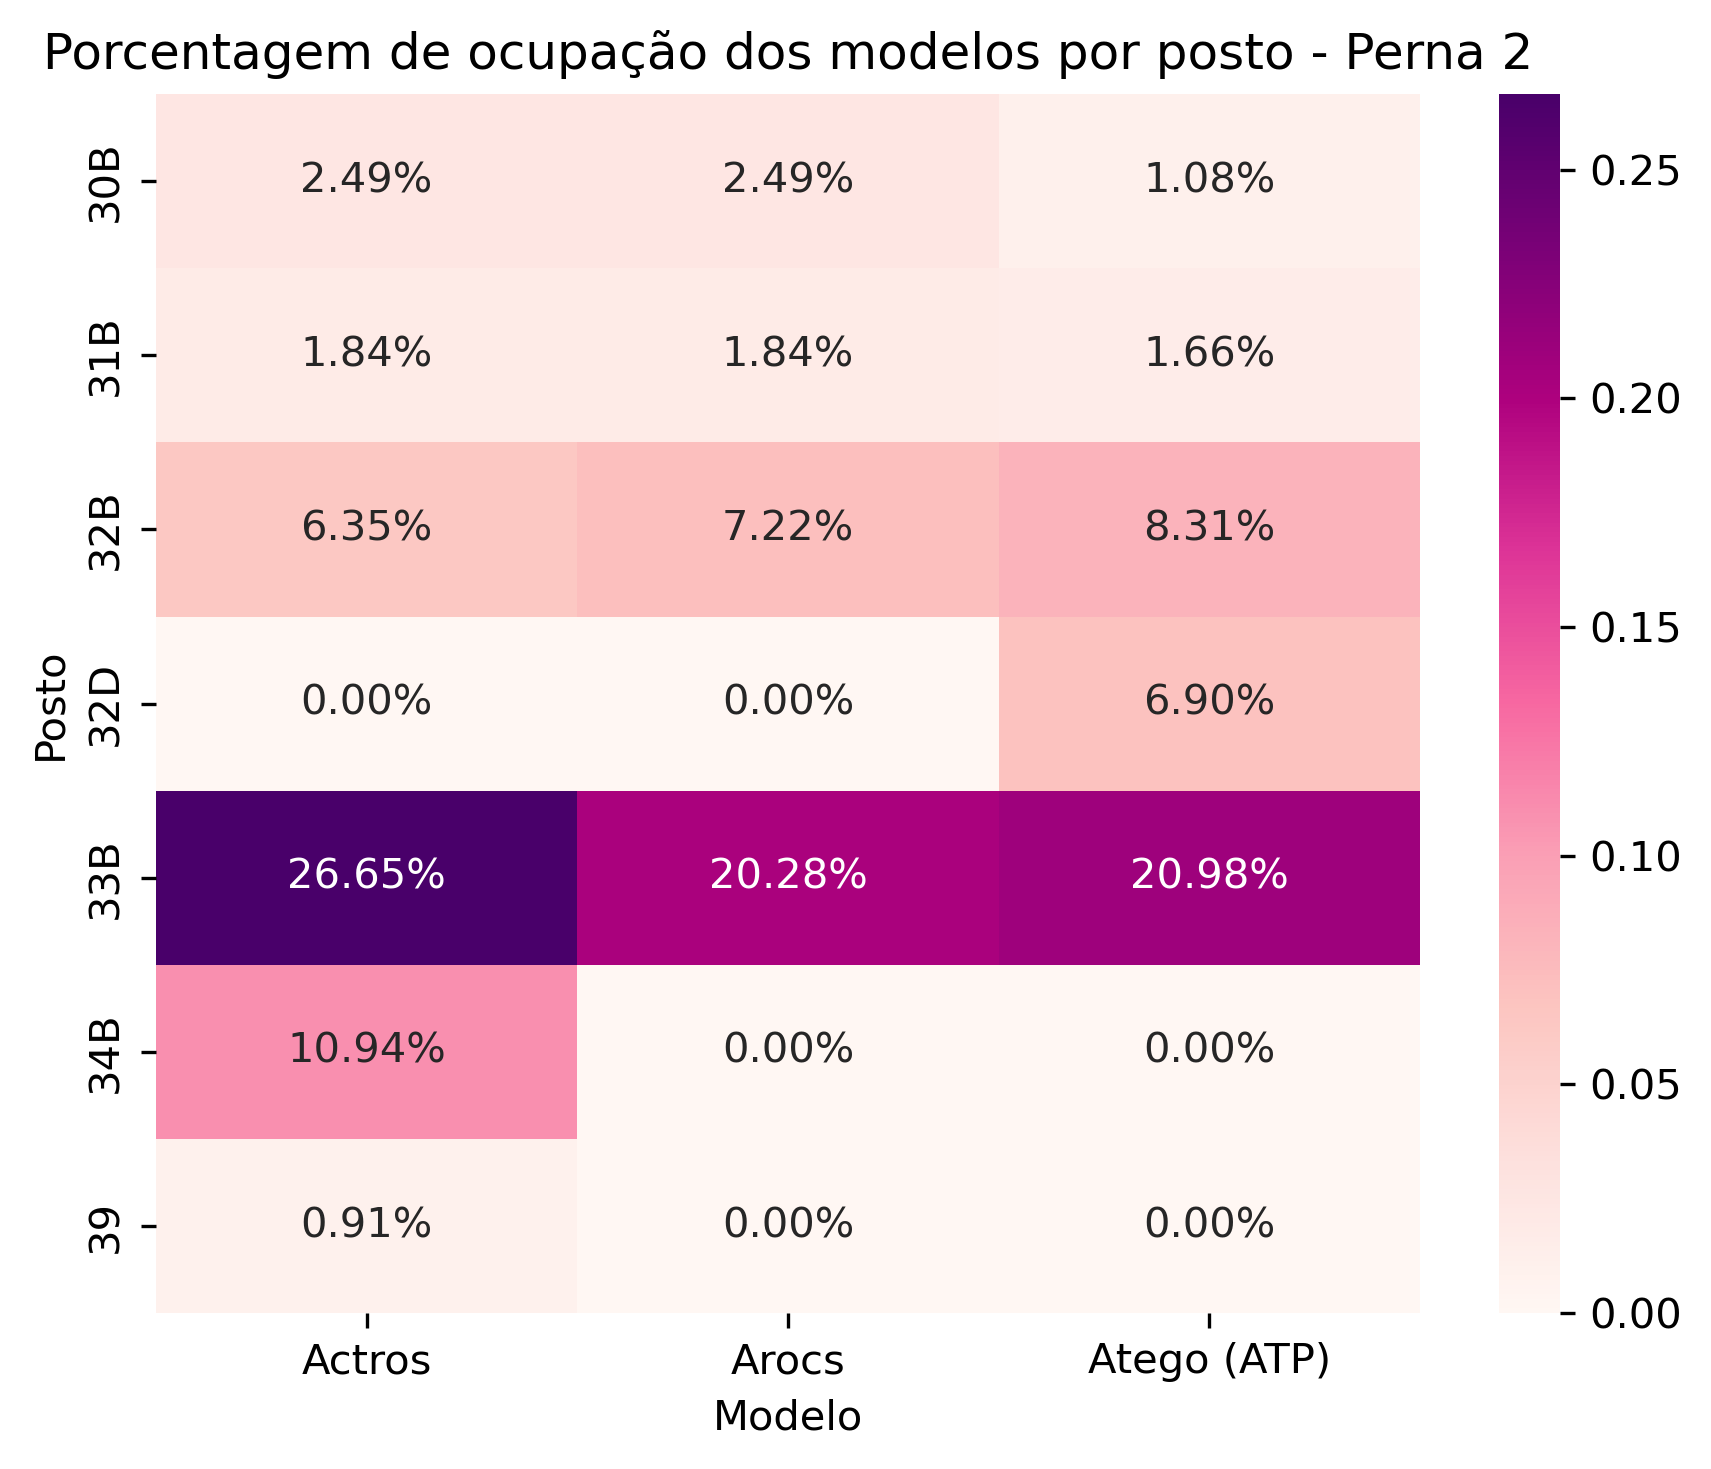 Porcentagem de ocupação dos modelos por posto - Perna 2
Posto
30B
2.49%
2.49%
1.08%
31B
1.84%
1.84%
1.66%
32B
6.35%
7.22%
8.31%
32D
0.00%
0.00%
6.90%
33B
26.65%
20.28%
20.98%
34B
10.94%
0.00%
0.00%
39
0.91%
0.00%
0.00%
Actros
Arocs
Atego (ATP)
Modelo
0.25
0.20
0.15
0.10
0.05
0.00